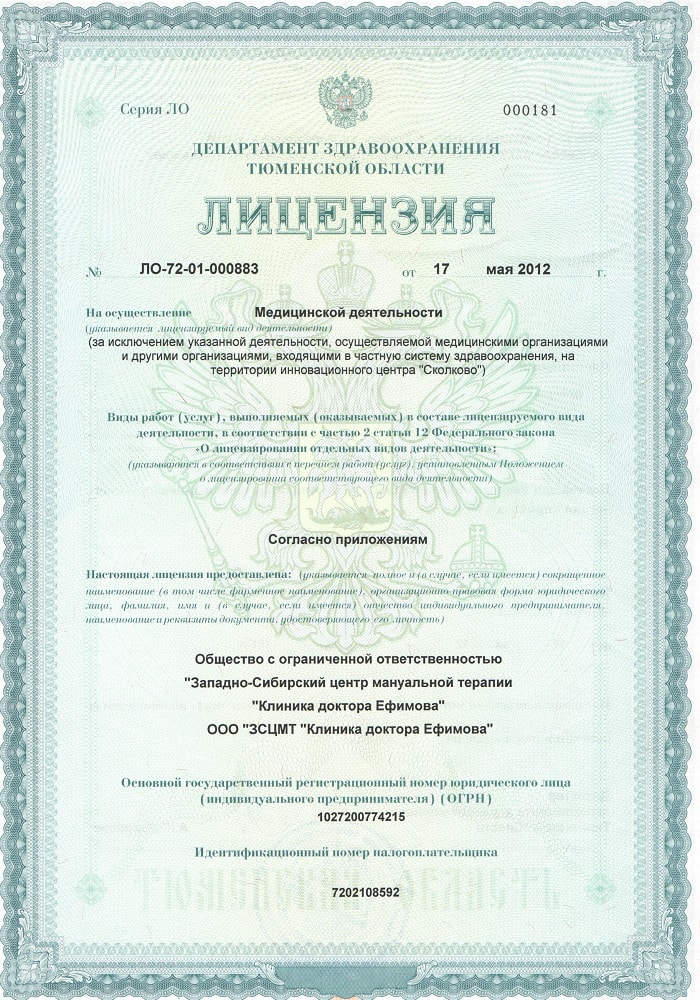 Серия ЛО
000181
ДЕПАРТАМЕНТ ЗДРАВООХРАНЕНИЯ
ТЮМЕНСКОЙ ОБЛАСТИ
ЛИЦЕНЗИЯ
№ ЛО-72-01-000883 от 17 мая 2012 г.
На осуществление Медицинской деятельности
(указывается лицензируемый вид деятельности)
(за исключением указанной деятельности, осуществляемой медицинскими организациями
и другими организациями, входящими в частную систему здравоохранения, на
территории инновационного центра "Сколково")
Виды работ (услуг), выполняемых (оказываемых) в составе лицензируемого вида
деятельности, в соответствии с частью 2 статьи 12 Федерального закона
«О лицензировании отдельных видов деятельности»:
(указываются в соответствии с перечнем работ (услуг), установленным Положением
о лицензировании соответствующего вида деятельности)
Согласно приложениям
Настоящая лицензия предоставлена: (указывается полное и (в случае, если имеется) сокращенное
наименование (в том числе фирменное наименование), организационно правовая форма юридического
лица, фамилия, имя и (в случае, если имеется) отчество индивидуального предпринимателя,
наименование и реквизиты документа, удостоверяющего его личность)
Общество с ограниченной ответственностью
"Западно-Сибирский центр мануальной терапии
"Клиника доктора Ефимова"
ООО "ЗСЦМТ "Клиника доктора Ефимова"
Основной государственный регистрационный номер юридического лица
(индивидуального предпринимателя) (ОГРН)
1027200774215
Идентификационный номер налогоплательщика
ТЮМЕНСКАЯ ОБЛАСТЬ
7202108592